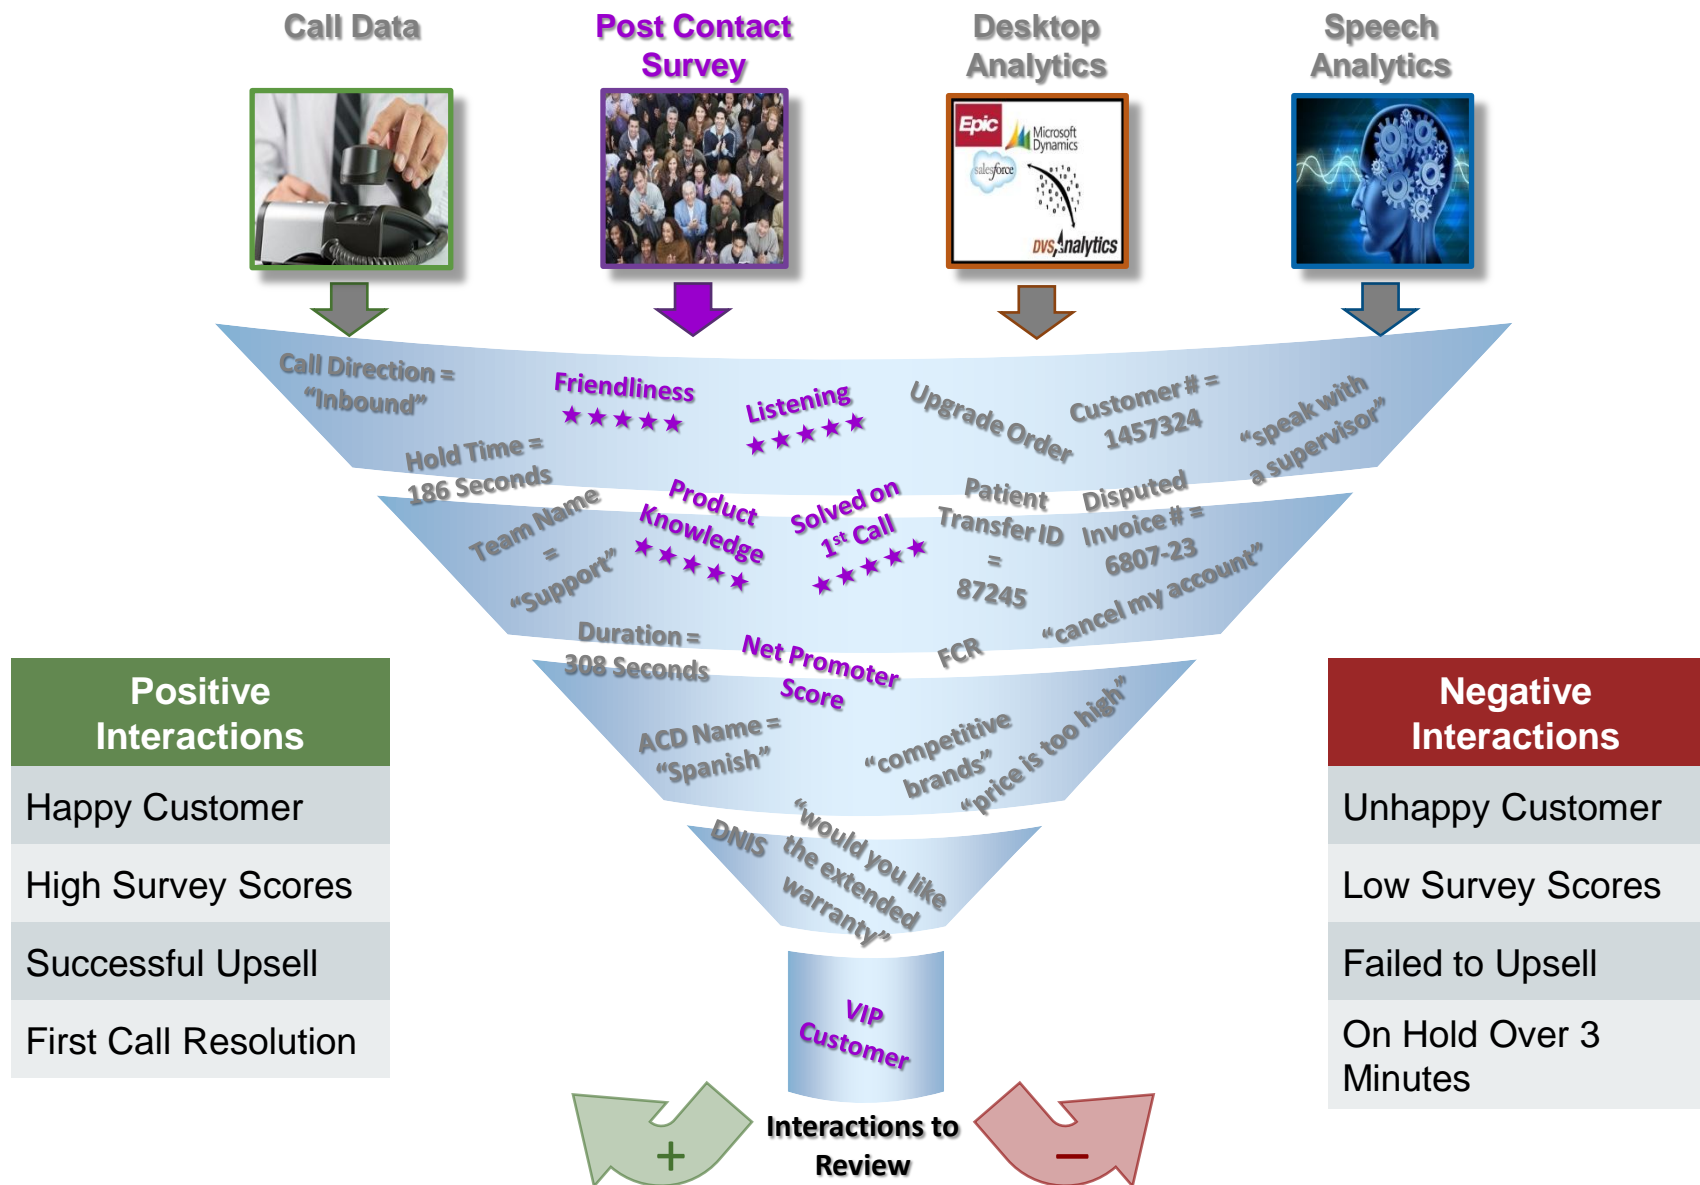 Call Data
Post Contact
Survey
Desktop
Analytics
Speech
Analytics
Epic
Microsoft
Dynamics
salesforce
DVSAnalytics
Call Direction =
“Inbound”
Friendliness
★★★★★
Listening
★★★★★
Upgrade Order
Customer # =
1457324
“speak with
a supervisor”
Hold Time =
186 Seconds
Team Name
=
“Support”
Product
Knowledge
★★★★★
Solved on
1st Call
★★★★★
Patient
Transfer ID
=
87245
Disputed
Invoice # =
6807-23
“cancel my account”
Duration =
308 Seconds
Net Promoter
Score
FCR
ACD Name =
“Spanish”
“competitive
brands”
“price is too high”
DNIS
“would you like
the extended
warranty”
VIP
Customer
Interactions to
Review
+
–
Positive
Interactions
Happy Customer
High Survey Scores
Successful Upsell
First Call Resolution
Negative
Interactions
Unhappy Customer
Low Survey Scores
Failed to Upsell
On Hold Over 3
Minutes